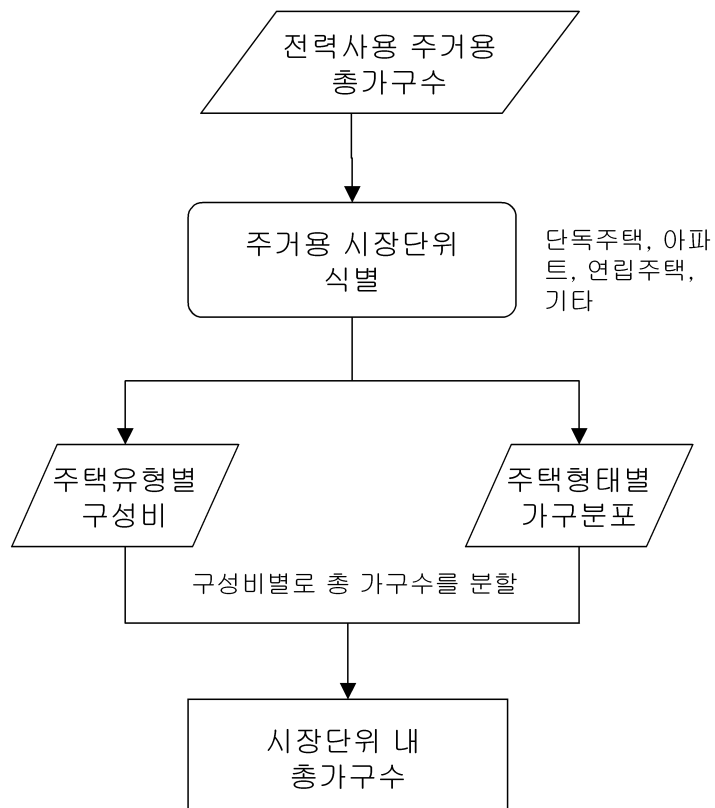 전력사용 주거용
총가구수
주거용 시장단위
식별
단독주택, 아파
트, 연립주택,
기타
주택유형별
구성비
주택형태별
가구분포
구성비별로 총 가구수를 분할
시장단위 내
총가구수